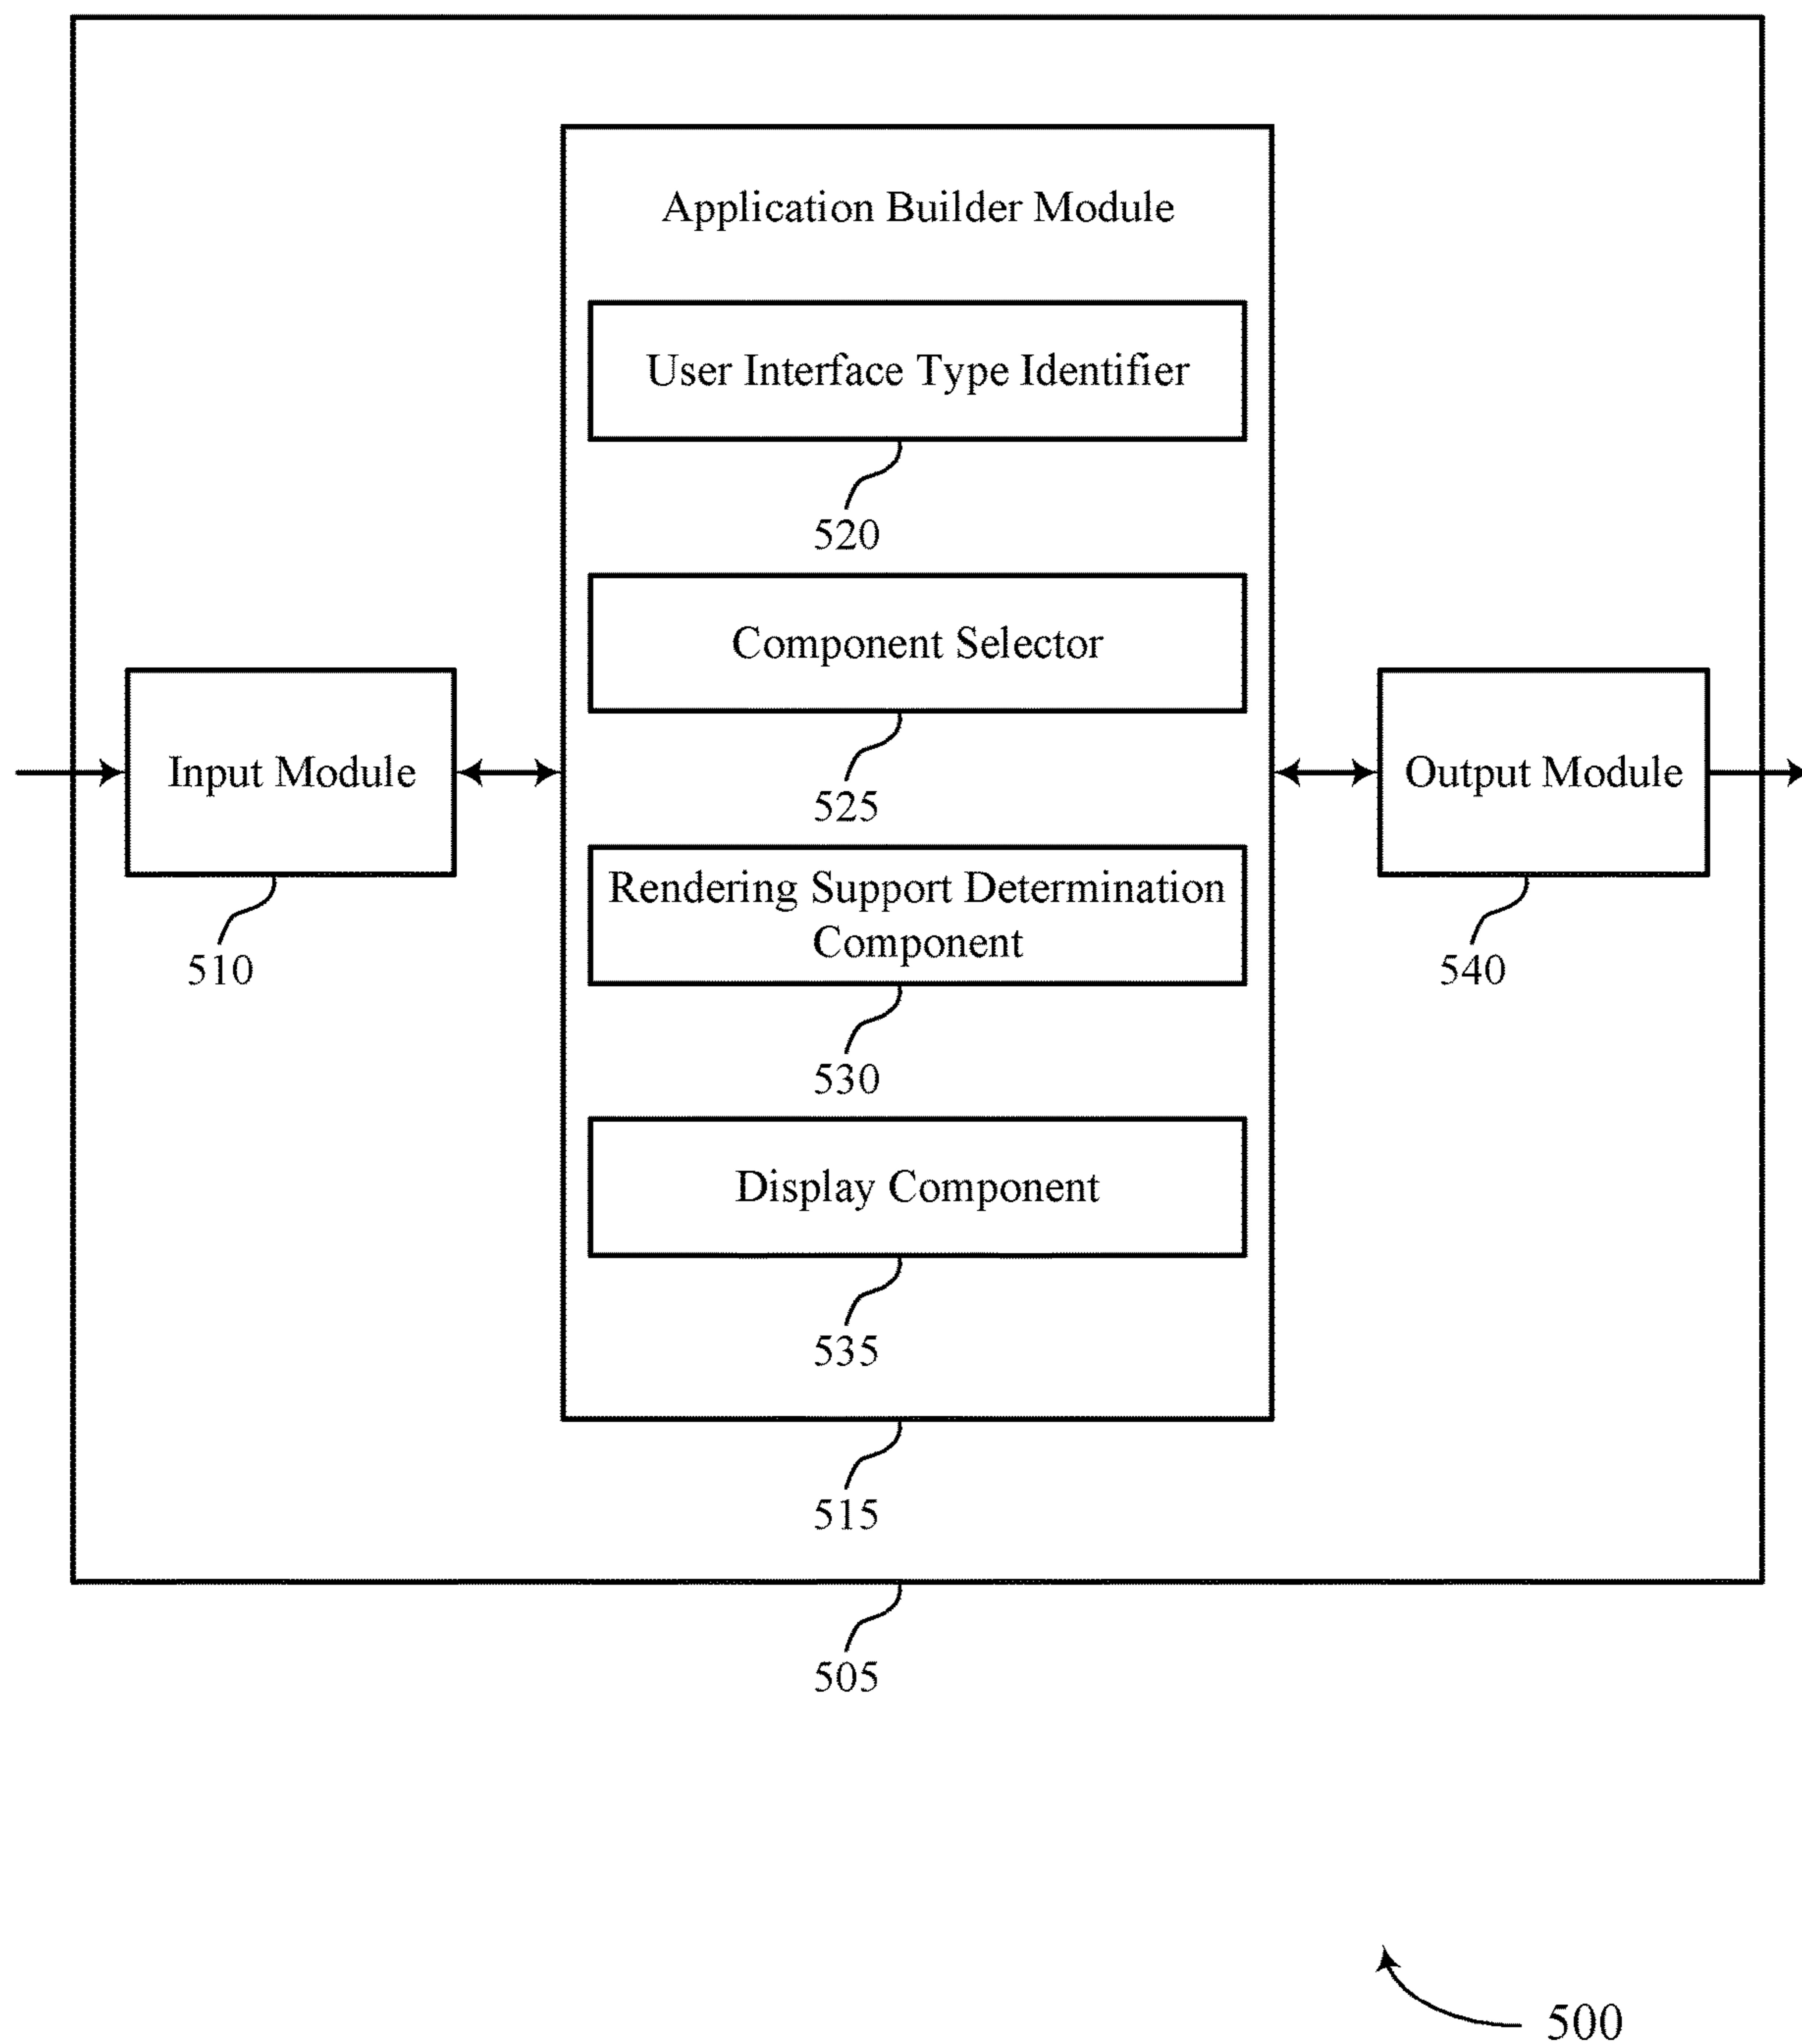 Application Builder Module
User Interface Type Identifier
520
Component Selector
525
Input Module
510
Output Module
540
Rendering Support Determination
Component
530
Display Component
535
515
505
500